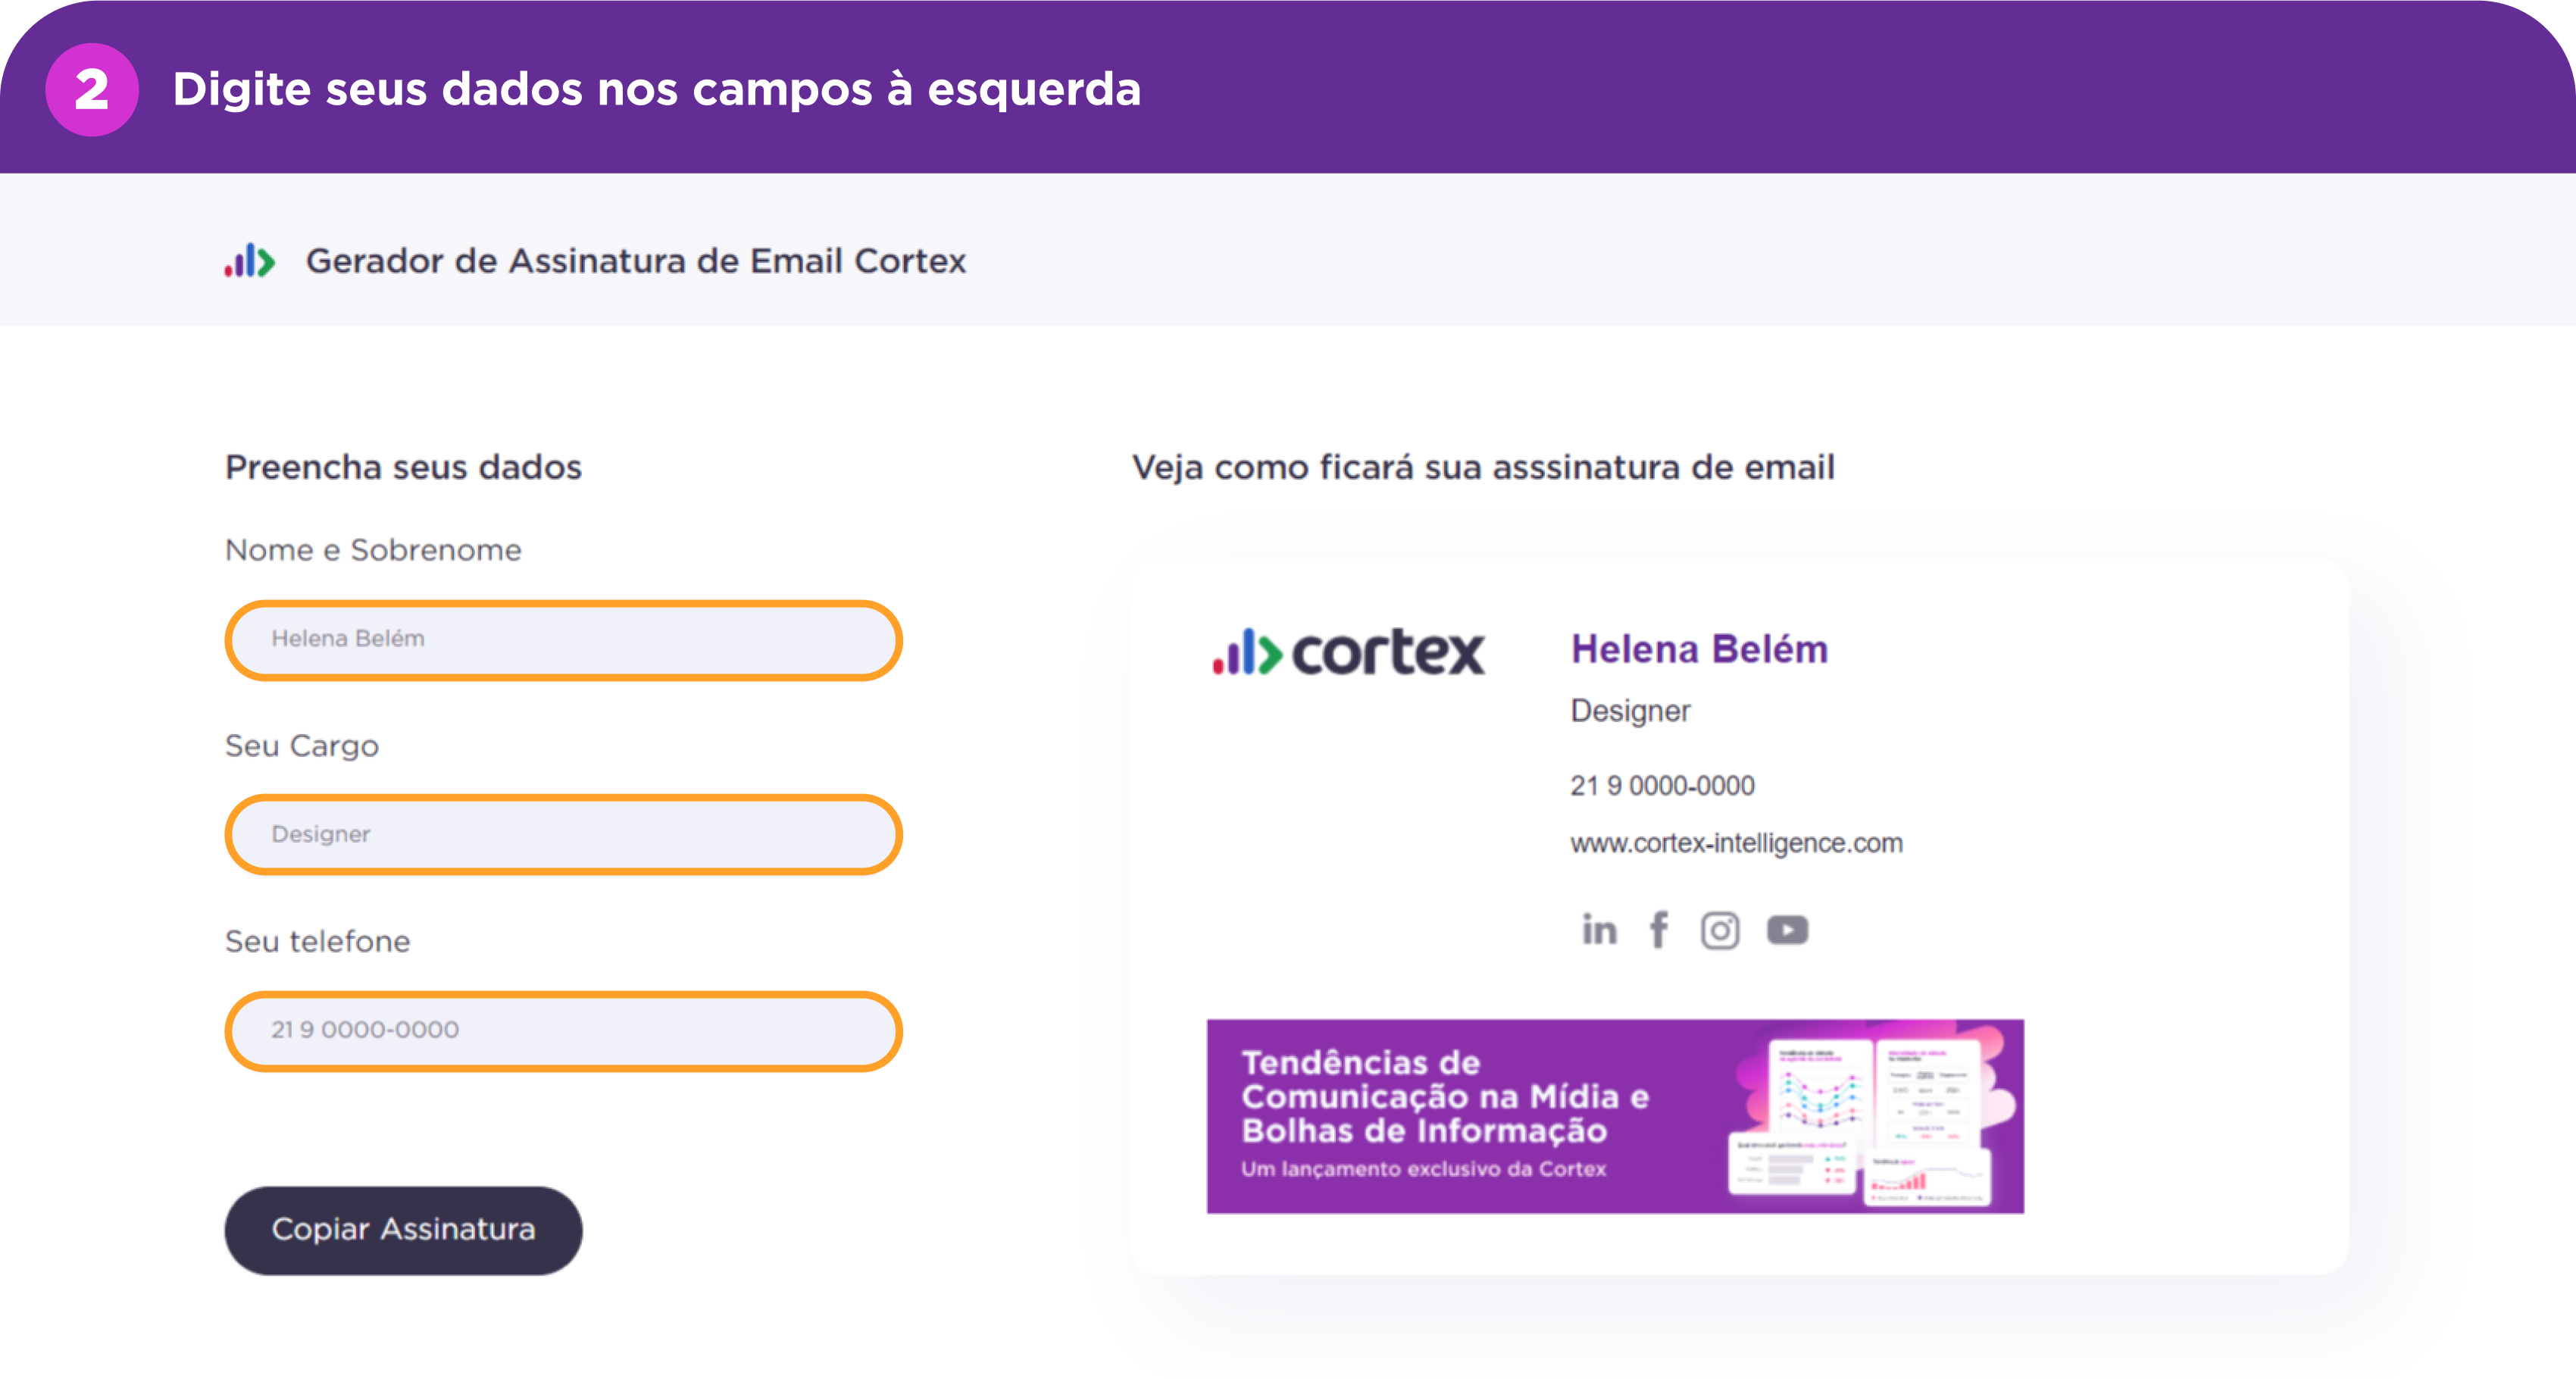 2
Digite seus dados nos campos à esquerda
Gerador de Assinatura de Email Cortex
Preencha seus dados
Nome e Sobrenome
Helena Belém
Seu Cargo
Designer
Seu telefone
21 9 0000-0000
Copiar Assinatura
Veja como ficará sua asssinatura de email
cortex
Helena Belém
Designer
21 9 0000-0000
www.cortex-intelligence.com
in f
Tendências de
Comunicação na Mídia e
Bolhas de Informação
Um lançamento exclusivo da Cortex